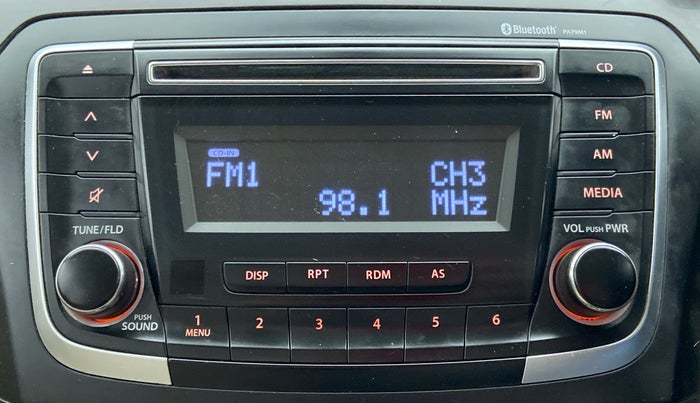 Bluetooth PA79M1
CD
FM
AM
MEDIA
CD-IN
FM1 CH3
98.1 MHz
TUNE/FLD
VOL PUSH PWR
DISP RPT RDM AS
PUSH
SOUND
1 2 3 4 5 6
MENU